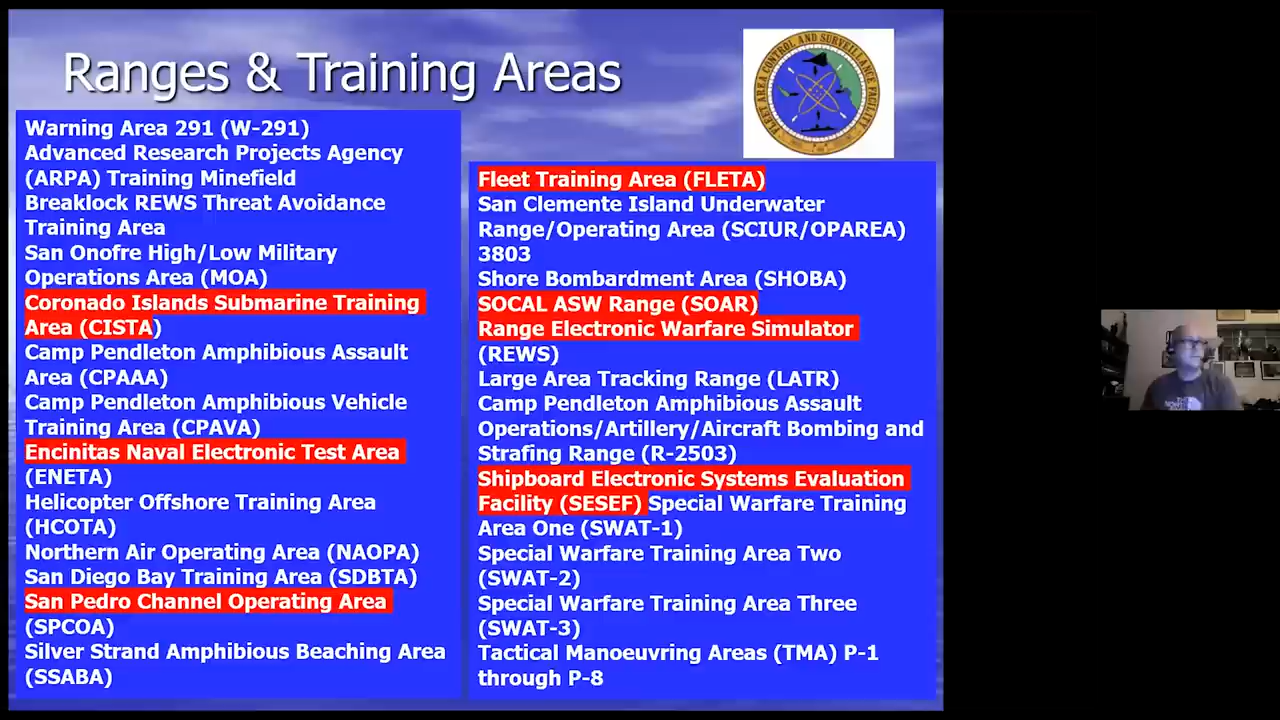 Ranges & Training Areas
FLEET AREA CONTROL AND SURVEILLANCE FACILITY
Warning Area 291 (W-291)
Advanced Research Projects Agency
(ARPA) Training Minefield
Breaklock REWS Threat Avoidance
Training Area
San Onofre High/Low Military
Operations Area (MOA)
Coronado Islands Submarine Training
Area (CISTA)
Camp Pendleton Amphibious Assault
Area (CPAAA)
Camp Pendleton Amphibious Vehicle
Training Area (CPAVA)
Encinitas Naval Electronic Test Area
(ENETA)
Helicopter Offshore Training Area
(HCOTA)
Northern Air Operating Area (NAOPA)
San Diego Bay Training Area (SDBTA)
San Pedro Channel Operating Area
(SPCOA)
Silver Strand Amphibious Beaching Area
(SSABA)
Fleet Training Area (FLETA)
San Clemente Island Underwater
Range/Operating Area (SCIUR/OPAREA)
3803
Shore Bombardment Area (SHOBA)
SOCAL ASW Range (SOAR)
Range Electronic Warfare Simulator
(REWS)
Large Area Tracking Range (LATR)
Camp Pendleton Amphibious Assault
Operations/Artillery/Aircraft Bombing and
Strafing Range (R-2503)
Shipboard Electronic Systems Evaluation
Facility (SESEF) Special Warfare Training
Area One (SWAT-1)
Special Warfare Training Area Two
(SWAT-2)
Special Warfare Training Area Three
(SWAT-3)
Tactical Manoeuvring Areas (TMA) P-1
through P-8